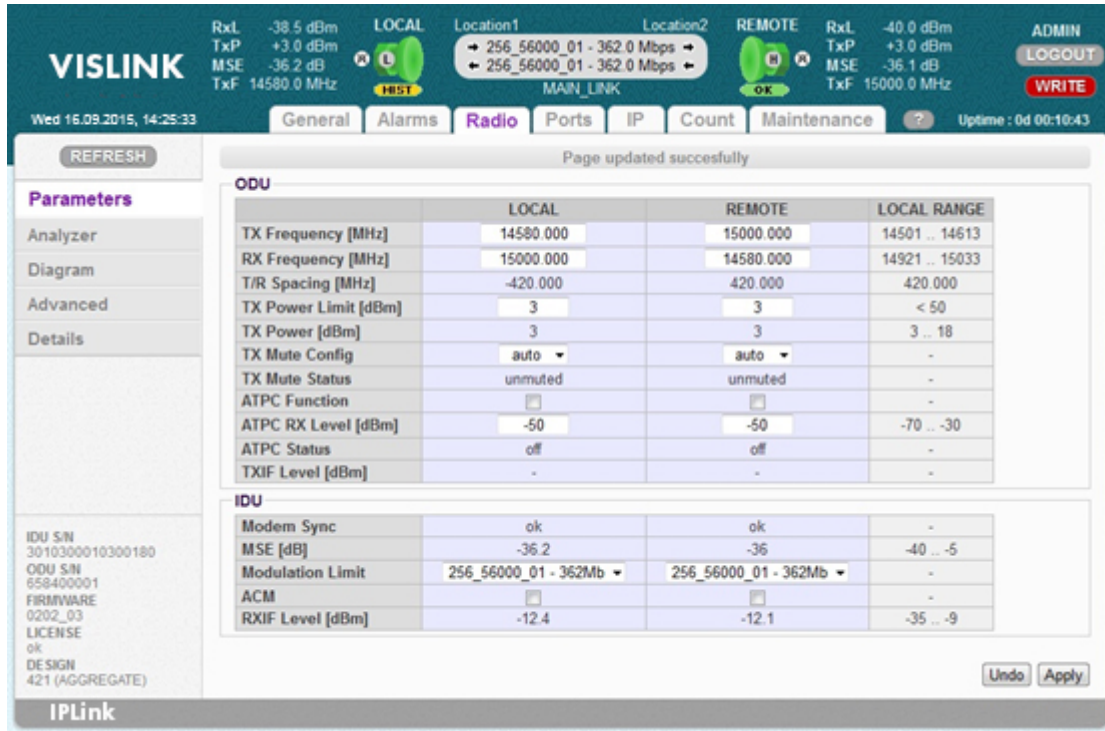 RxL -38.5 dBm LOCAL Location1 Location2 REMOTE RxL -40.0 dBm ADMIN
TxP +3.0 dBm → 256_56000_01 - 362.0 Mbps → TxP +3.0 dBm LOGOUT
VISLINK MSE -36.2 dB R L ← 256_56000_01 - 362.0 Mbps ← H R MSE -36.1 dB
TxF 14580.0 MHz HIST MAIN_LINK OK TxF 15000.0 MHz WRITE
Wed 16.09.2015, 14:25:33 General Alarms Radio Ports IP Count Maintenance ? Uptime : 0d 00:10:43
REFRESH
Parameters
Analyzer
Diagram
Advanced
Details
Page updated succesfully
ODU
LOCAL REMOTE LOCAL RANGE
TX Frequency [MHz] 14580.000 15000.000 14501 .. 14613
RX Frequency [MHz] 15000.000 14580.000 14921 .. 15033
T/R Spacing [MHz] -420.000 420.000 420.000
TX Power Limit [dBm] 3 3 < 50
TX Power [dBm] 3 3 3 .. 18
TX Mute Config auto auto -
TX Mute Status unmuted unmuted -
ATPC Function -
ATPC RX Level [dBm] -50 -50 -70 .. -30
ATPC Status off off -
TXIF Level [dBm] - - -
IDU
Modem Sync ok ok -
MSE [dB] -36.2 -36 -40 .. -5
Modulation Limit 256_56000_01 - 362Mb 256_56000_01 - 362Mb -
ACM -
RXIF Level [dBm] -12.4 -12.1 -35 .. -9
Undo Apply
IDU S/N
3010300010300180
ODU S/N
658400001
FIRMWARE
0202_03
LICENSE
ok
DESIGN
421 (AGGREGATE)
IPLink